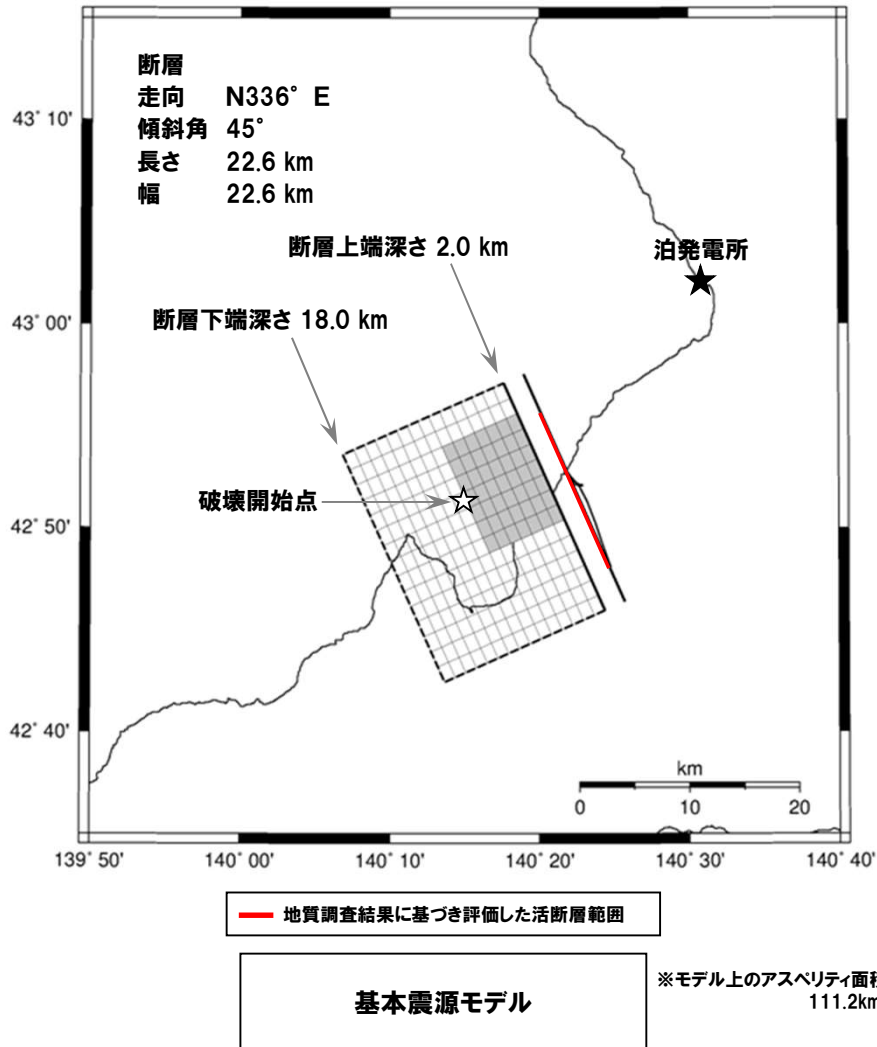 断層
走向 N336° E
傾斜角 45°
長さ 22.6 km
幅 22.6 km
43° 10'
断層上端深さ 2.0 km
泊発電所
43° 00'
断層下端深さ 18.0 km
破壊開始点
42° 50'
42° 40'
km
0 10 20
139° 50' 140° 00' 140° 10' 140° 20' 140° 30' 140° 40'
地質調査結果に基づき評価した活断層範囲
基本震源モデル
※モデル上のアスペリティ面積
111.2km